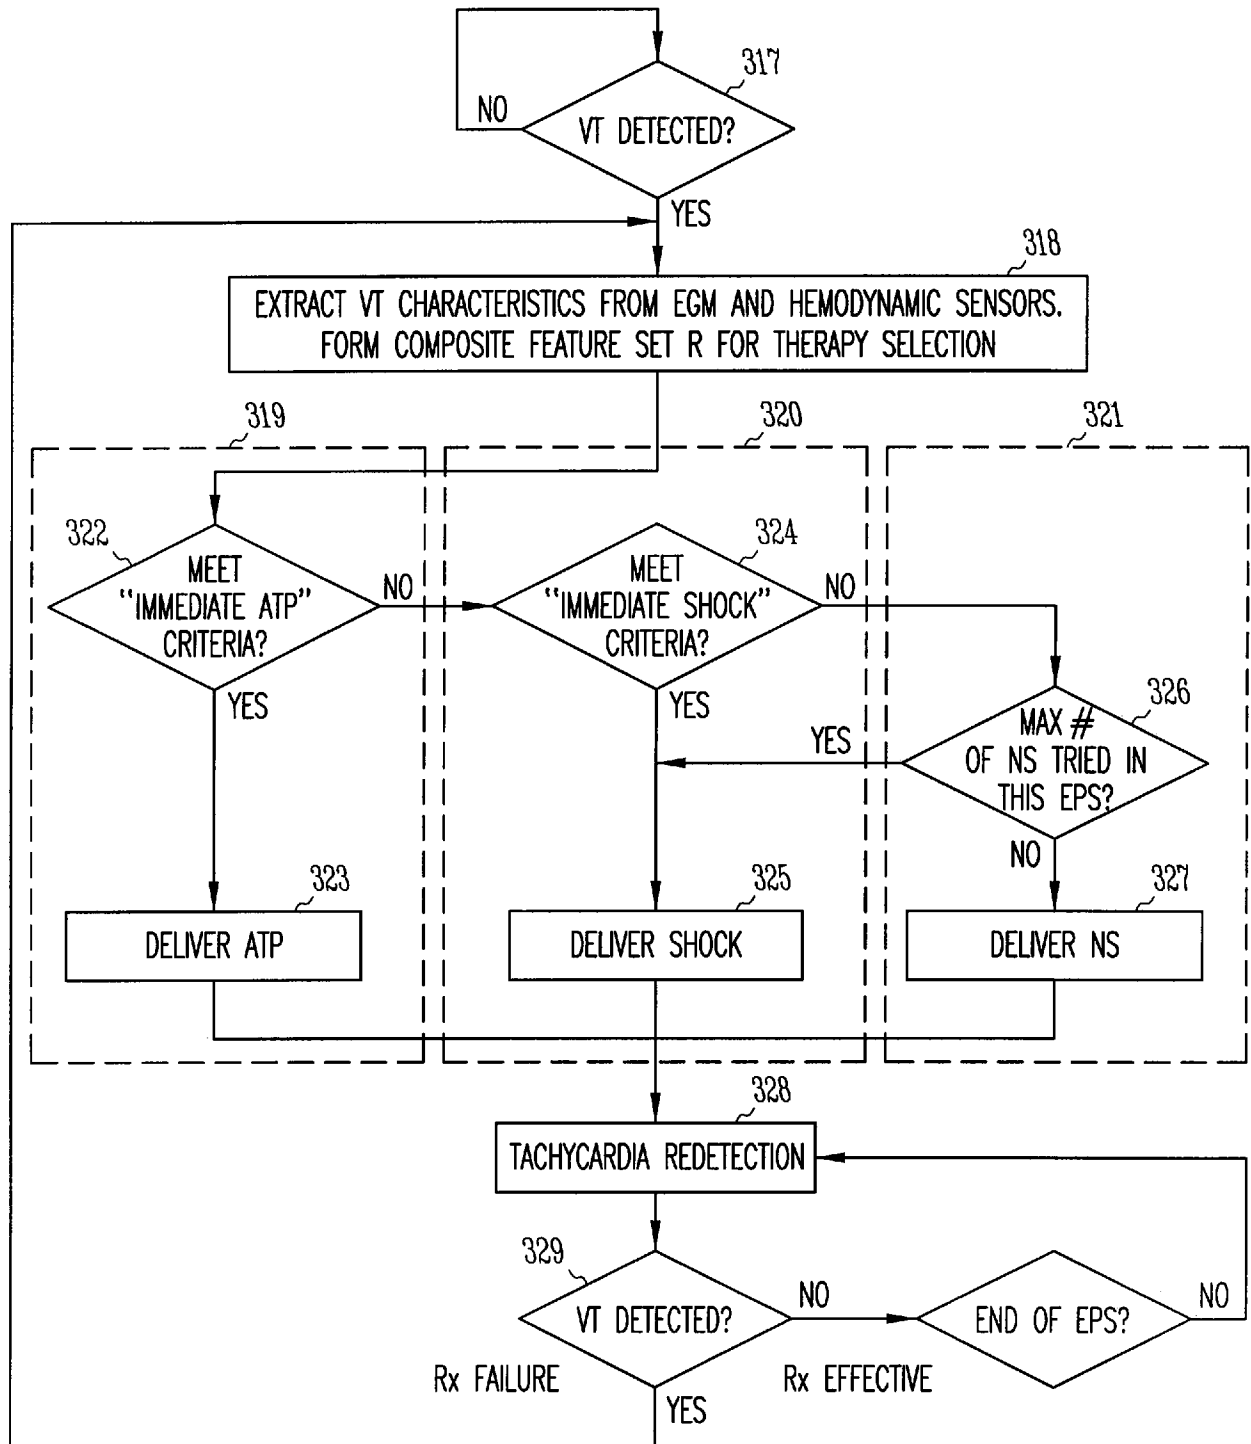 317
NO
VT DETECTED?
YES
318
EXTRACT VT CHARACTERISTICS FROM EGM AND HEMODYNAMIC SENSORS.
FORM COMPOSITE FEATURE SET R FOR THERAPY SELECTION
319
320
321
322
MEET
"IMMEDIATE ATP"
CRITERIA?
NO
YES
324
MEET
"IMMEDIATE SHOCK"
CRITERIA?
NO
YES
326
MAX #
OF NS TRIED IN
THIS EPS?
YES
NO
323
DELIVER ATP
325
DELIVER SHOCK
327
DELIVER NS
328
TACHYCARDIA REDETECTION
329
VT DETECTED?
NO
END OF EPS?
NO
Rx FAILURE
Rx EFFECTIVE
YES